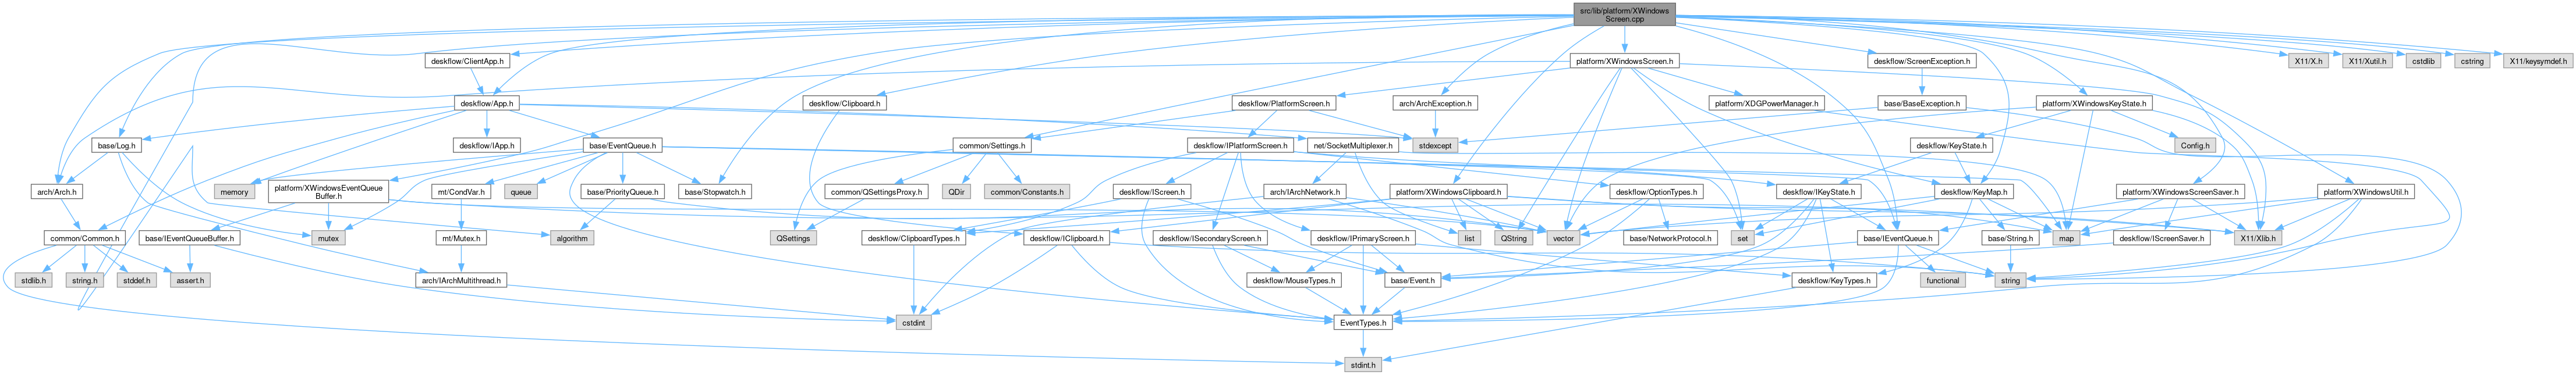 src/lib/platform/XWindows
Screen.cpp
deskflow/ClientApp.h
platform/XWindowsScreen.h
deskflow/ScreenException.h
X11/X.h
X11/Xutil.h
cstdlib
cstring
X11/keysymdef.h
deskflow/App.h
deskflow/Clipboard.h
deskflow/PlatformScreen.h
arch/ArchException.h
platform/XDGPowerManager.h
base/BaseException.h
platform/XWindowsKeyState.h
base/Log.h
deskflow/IApp.h
base/EventQueue.h
common/Settings.h
deskflow/IPlatformScreen.h
net/SocketMultiplexer.h
stdexcept
deskflow/KeyState.h
Config.h
arch/Arch.h
memory
platform/XWindowsEventQueue
Buffer.h
mt/CondVar.h
queue
base/PriorityQueue.h
base/Stopwatch.h
common/QSettingsProxy.h
QDir
common/Constants.h
deskflow/IScreen.h
arch/IArchNetwork.h
platform/XWindowsClipboard.h
deskflow/OptionTypes.h
deskflow/IKeyState.h
deskflow/KeyMap.h
platform/XWindowsScreenSaver.h
platform/XWindowsUtil.h
common/Common.h
base/IEventQueueBuffer.h
mutex
mt/Mutex.h
algorithm
QSettings
deskflow/ClipboardTypes.h
deskflow/IClipboard.h
deskflow/ISecondaryScreen.h
deskflow/IPrimaryScreen.h
list
QString
vector
base/NetworkProtocol.h
set
base/IEventQueue.h
base/String.h
map
deskflow/IScreenSaver.h
X11/Xlib.h
stdlib.h
string.h
stddef.h
assert.h
arch/IArchMultithread.h
deskflow/MouseTypes.h
base/Event.h
deskflow/KeyTypes.h
functional
string
cstdint
EventTypes.h
stdint.h